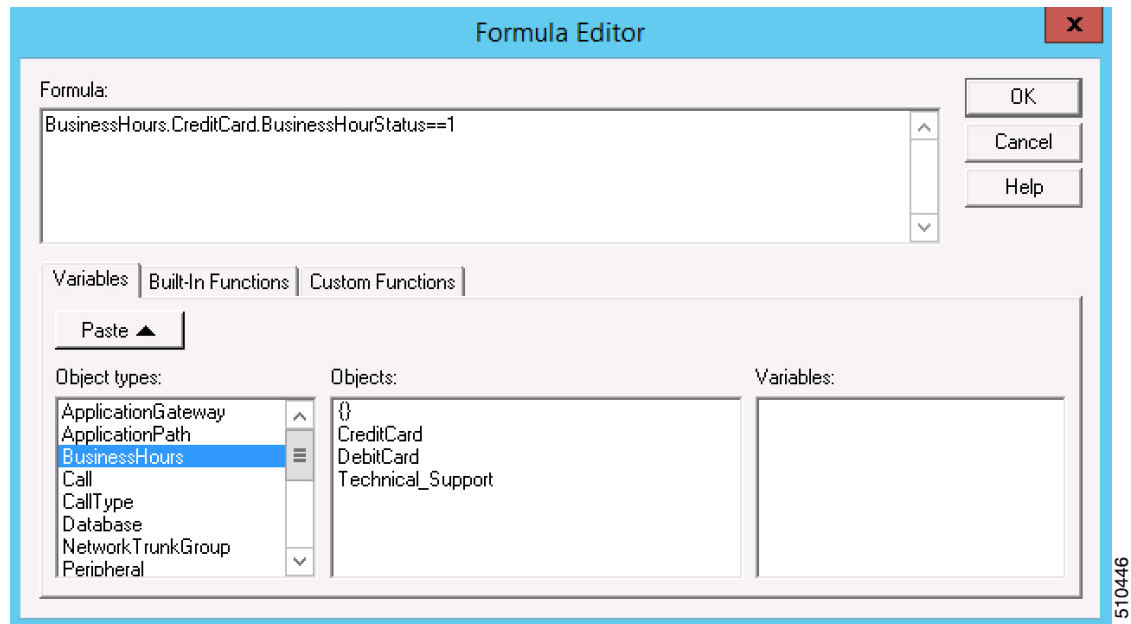 Formula Editor
x
Formula:
BusinessHours.CreditCard.BusinessHourStatus==1
OK
Cancel
Help
Variables
Built-In Functions
Custom Functions
Paste
Object types:
ApplicationGateway
ApplicationPath
BusinessHours
Call
CallType
Database
NetworkTrunkGroup
Peripheral
Objects:
{}
CreditCard
DebitCard
Technical_Support
Variables:
510446